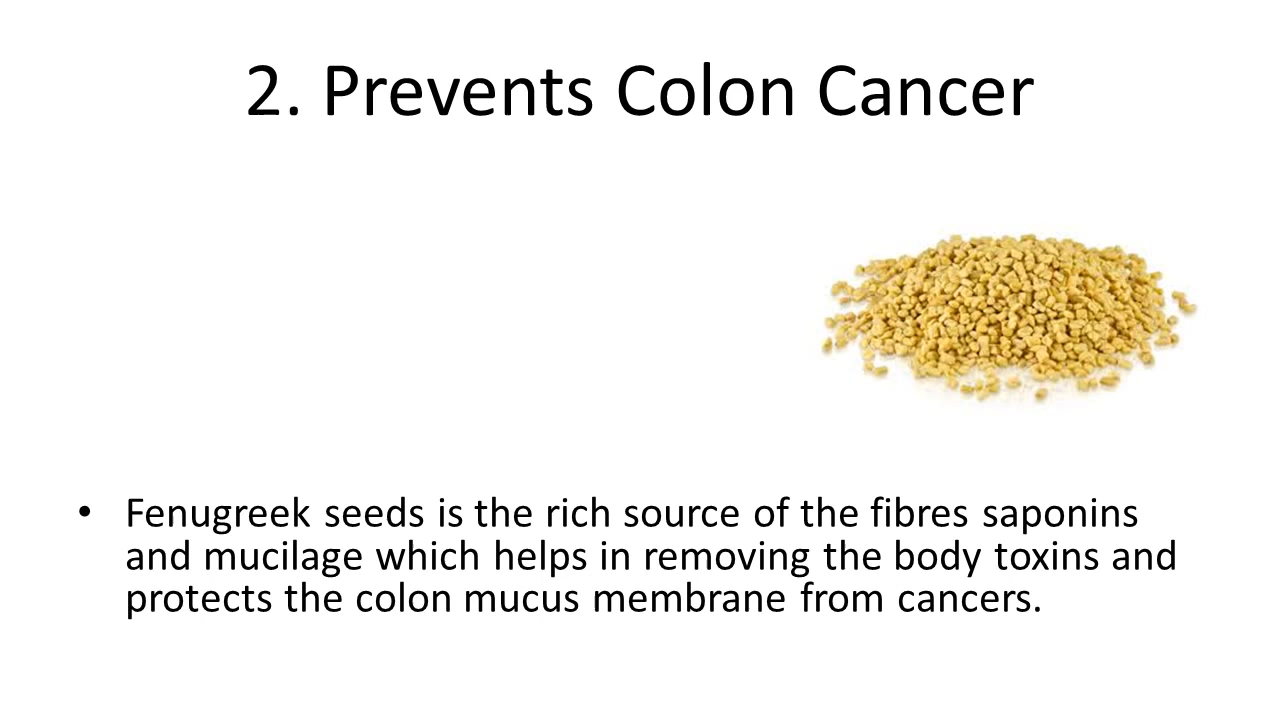 2. Prevents Colon Cancer
• Fenugreek seeds is the rich source of the fibres saponins
and mucilage which helps in removing the body toxins and
protects the colon mucus membrane from cancers.